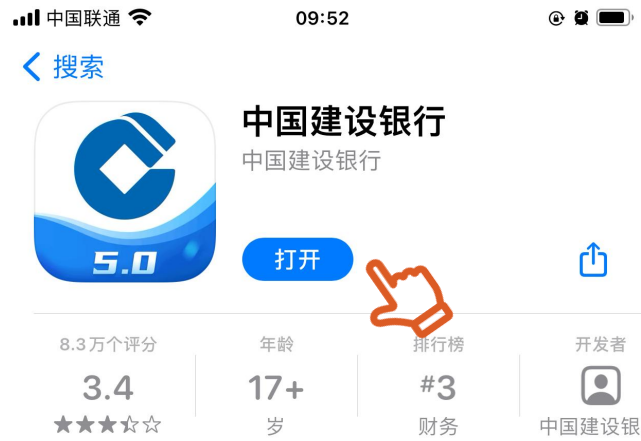 中国联通 09:52
搜索
中国建设银行
中国建设银行
5.0
打开
8.3万个评分 年龄 排行榜 开发者
3.4 17+ #3
岁 财务 中国建设银